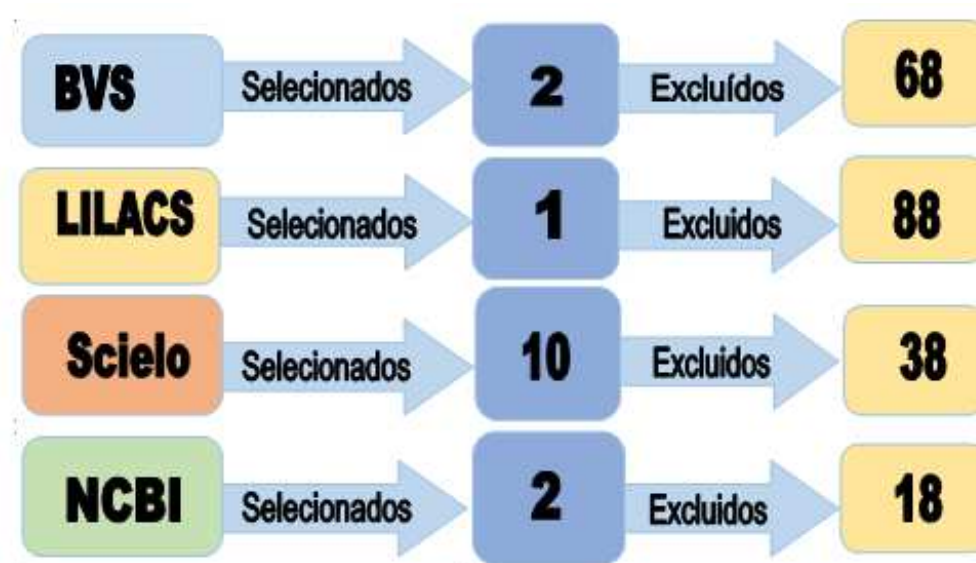 BVS Selecionados 2 Excluídos 68
LILACS Selecionados 1 Excluidos 88
Scielo Selecionados 10 Excluidos 38
NCBI Selecionados 2 Excluidos 18